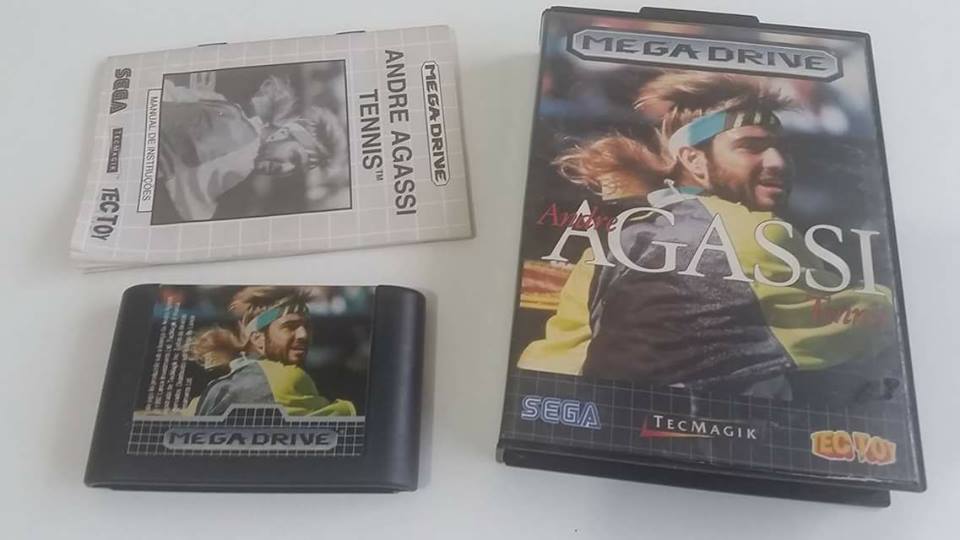 MEGA DRIVE
ANDRE AGASSI
TENNIS™
MANUAL DE INSTRUÇÕES
SEGA
TECMAGIK
TEC TOY
MEGA DRIVE
MEGA DRIVE
Andre
AGASSI
Tennis
SEGA
TECMAGIK
TEC TOY